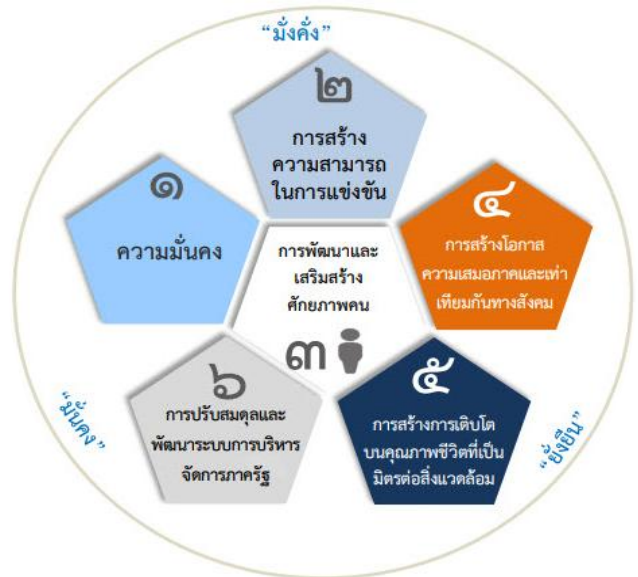 “มั่งคั่ง”
๒
การสร้าง
ความสามารถ
ในการแข่งขัน
๑
ความมั่นคง
๔
การสร้างโอกาส
ความเสมอภาคและเท่า
เทียมกันทางสังคม
การพัฒนาและ
เสริมสร้าง
ศักยภาพคน
๓
๖
การปรับสมดุลและ
พัฒนาระบบการบริหาร
จัดการภาครัฐ
๕
การสร้างการเติบโต
บนคุณภาพชีวิตที่เป็น
มิตรต่อสิ่งแวดล้อม
“มั่นคง”
“ยั่งยืน”